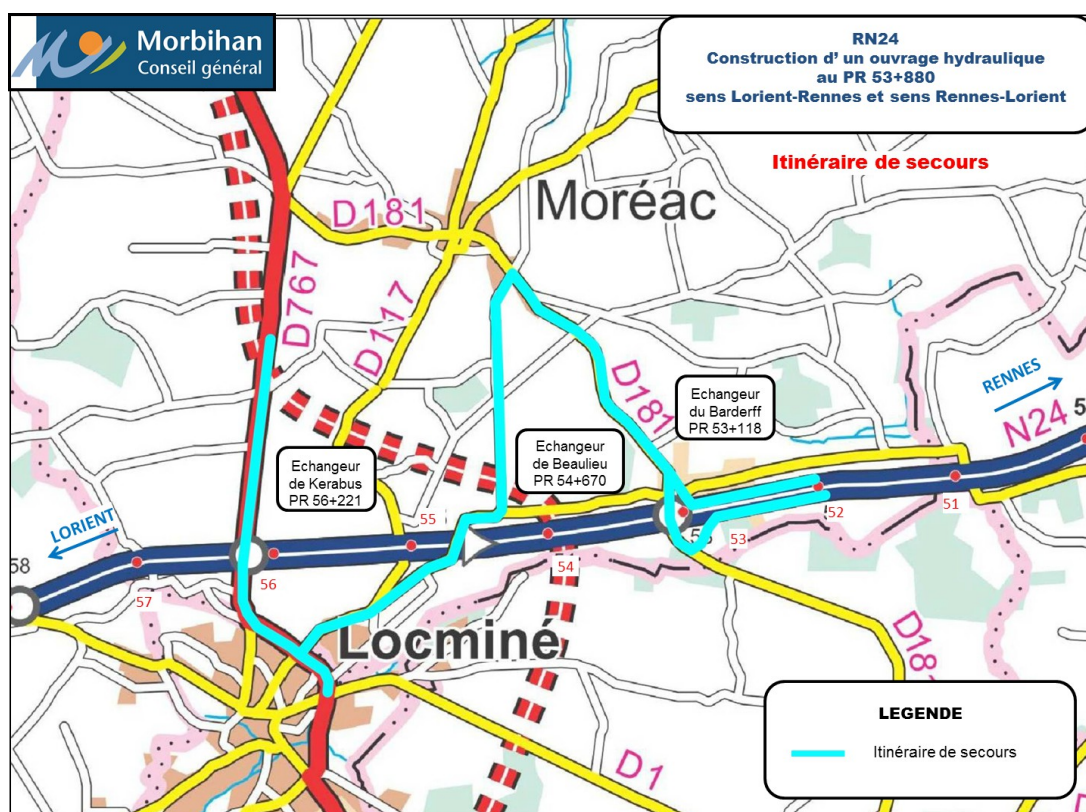 Morbihan
Conseil général
RN24
Construction d' un ouvrage hydraulique
au PR 53+880
sens Lorient-Rennes et sens Rennes-Lorient
Itinéraire de secours
Moréac
D181
D767
D117
D181
Echangeur
du Barderff
PR 53+118
RENNES
N24
Echangeur
de Beaulieu
PR 54+670
Echangeur
de Kerabus
PR 56+221
LORIENT
58
57
56
55
54
53
52
51
Locminé
D1
LEGENDE
Itinéraire de secours